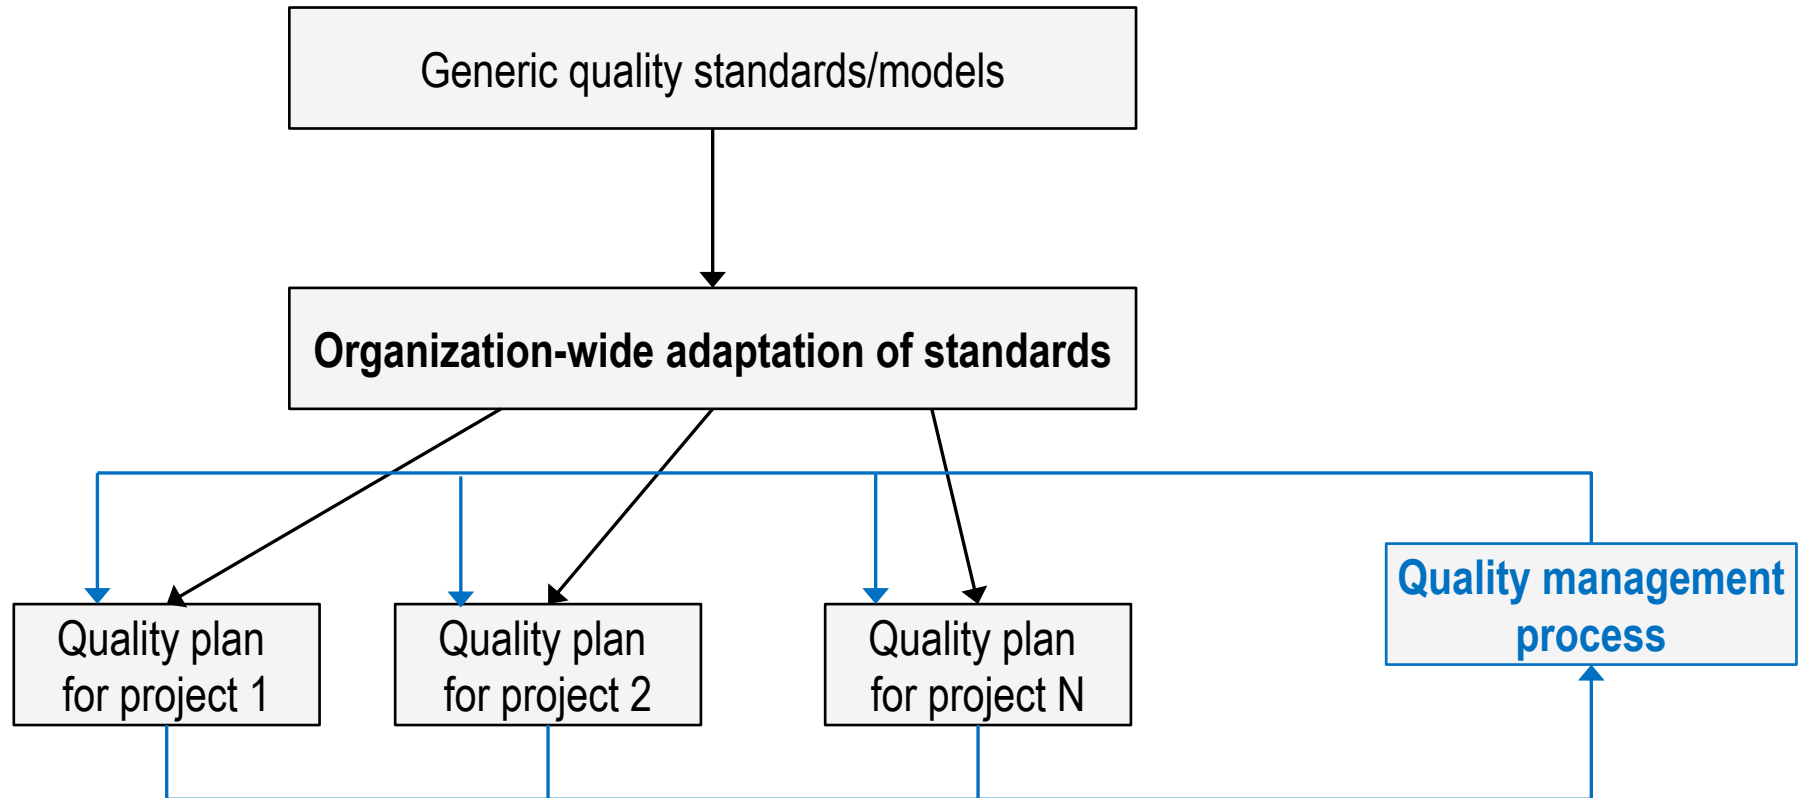 Generic quality standards/models
Organization-wide adaptation of standards
Quality plan
for project 1
Quality plan
for project 2
Quality plan
for project N
Quality management
process